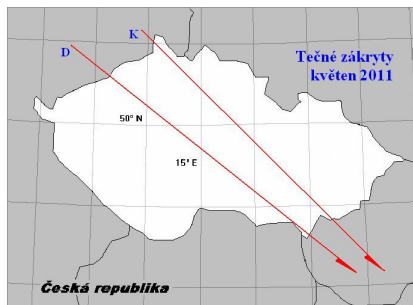 K
D
Tečné zákryty
květen 2011
50° N
15° E
Česká republika